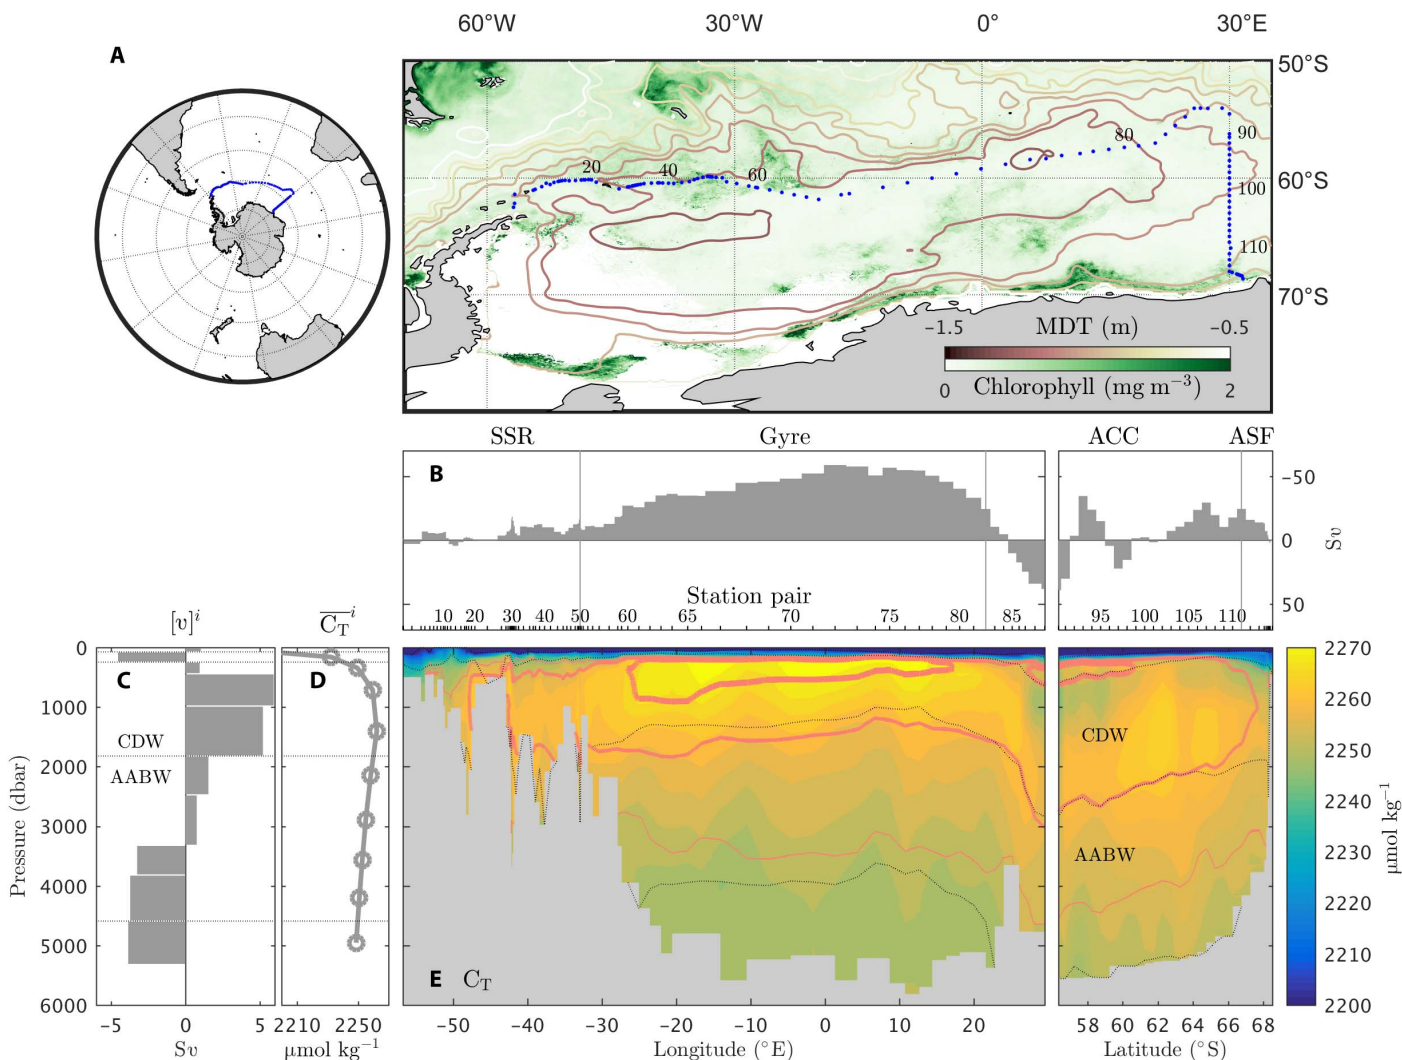 60°W 30°W 0° 30°E
A
50°S
60°S
70°S
20 40 60 80 90 100 110
−1.5 MDT (m) −0.5
0 Chlorophyll (mg m⁻³) 2
SSR Gyre ACC ASF
B
−50
0
50
Sv
Station pair
10 20 30 40 50 60 65 70 75 80 85 95 100 105 110
[v]ⁱ
C_Tⁱ
C
D
CDW
AABW
0
1000
2000
3000
4000
5000
6000
Pressure (dbar)
−5 0 5
Sv
2210 2250
μmol kg⁻¹
CDW
AABW
E C_T
−50 −40 −30 −20 −10 0 10 20
Longitude (°E)
58 60 62 64 66 68
Latitude (°S)
2270
2260
2250
2240
2230
2220
2210
2200
μmol kg⁻¹